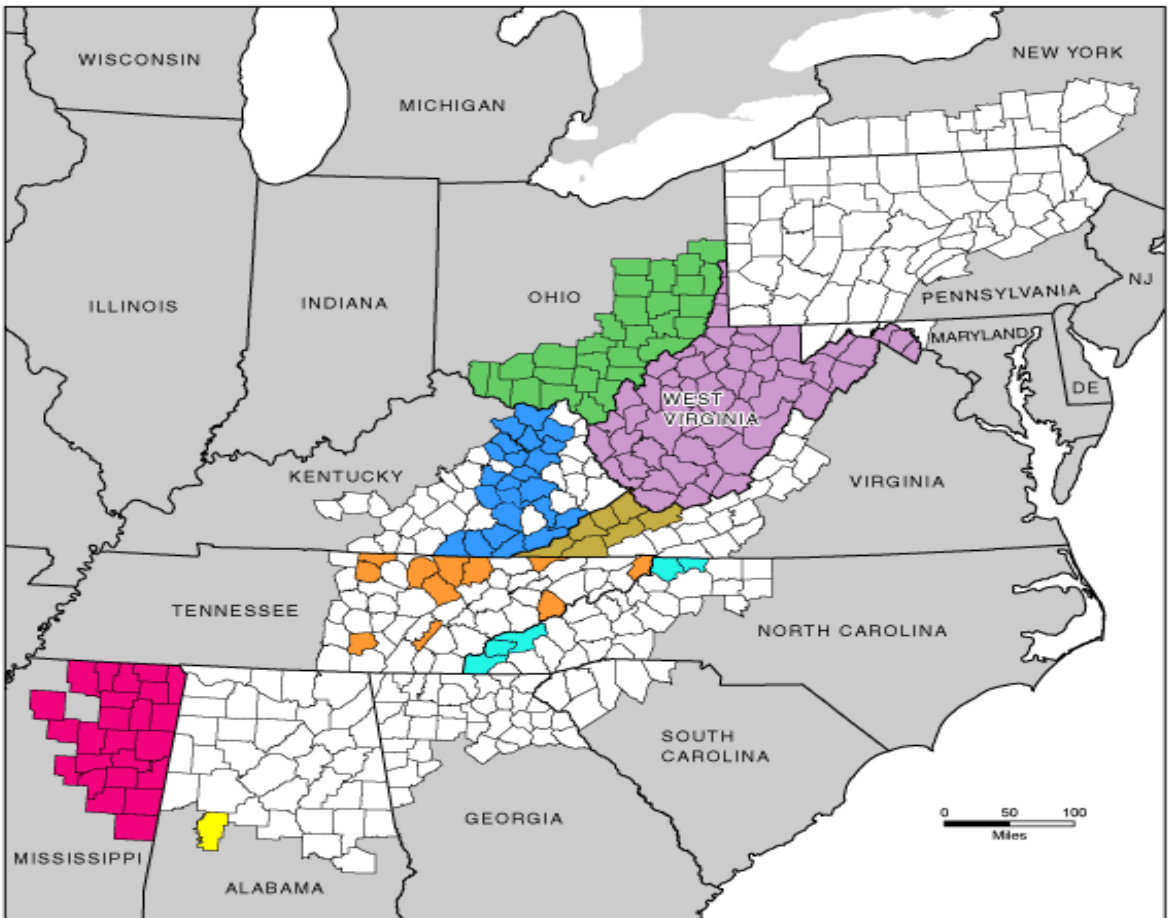 NEW YORK
WISCONSIN
MICHIGAN
NJ
PENNSYLVANIA
OHIO
INDIANA
ILLINOIS
MARYLAND
DE
WEST
VIRGINIA
KENTUCKY
VIRGINIA
TENNESSEE
NORTH CAROLINA
SOUTH
CAROLINA
GEORGIA
0 50 100
Miles
MISSISSIPPI
ALABAMA